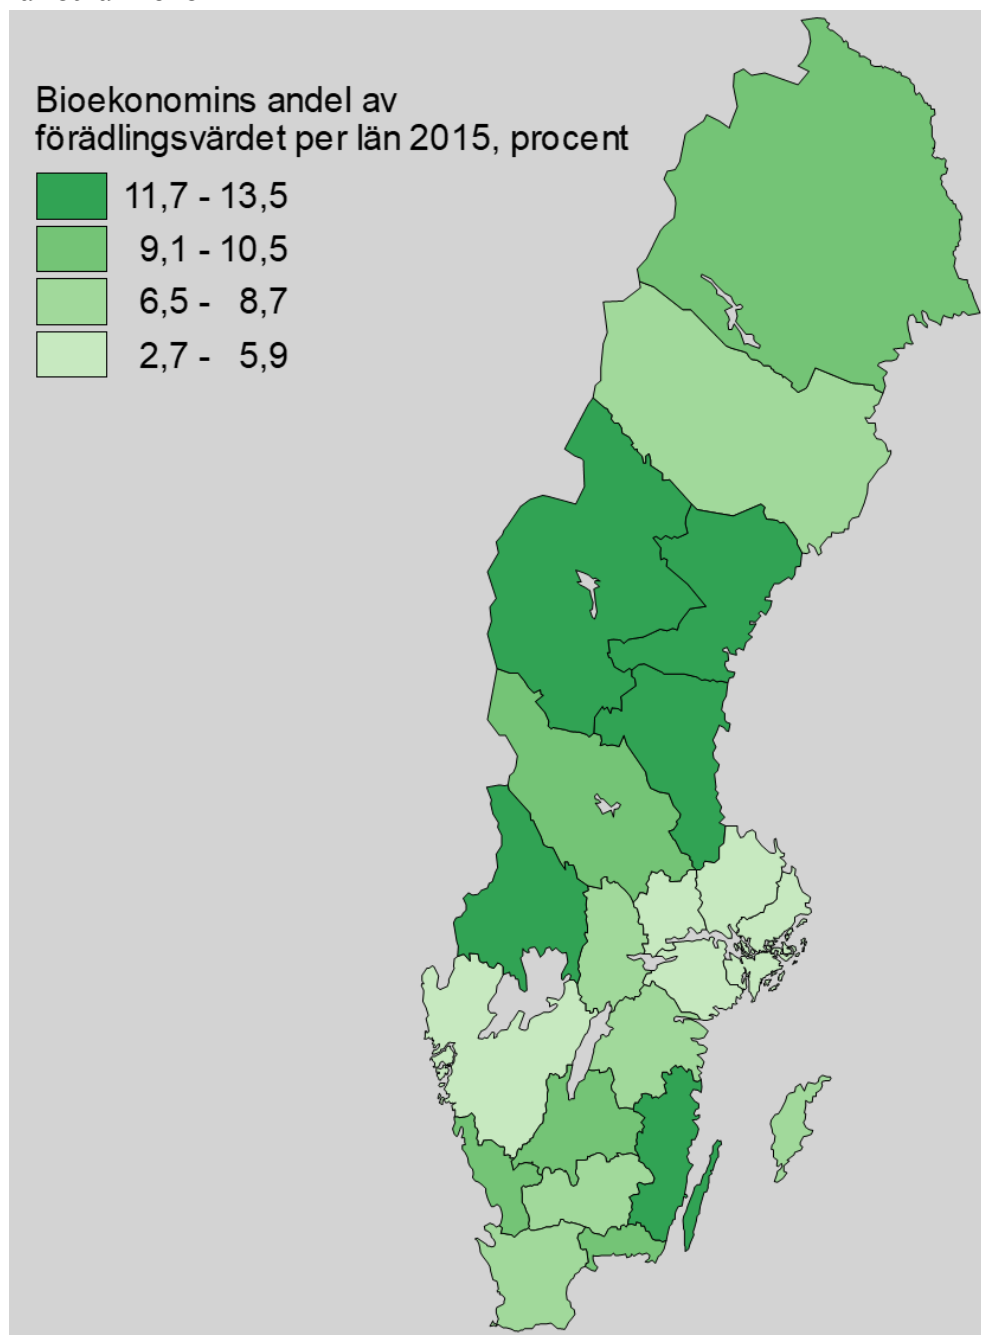 Bioekonomins andel av
förädlingsvärdet per län 2015, procent
11,7 - 13,5
9,1 - 10,5
6,5 - 8,7
2,7 - 5,9